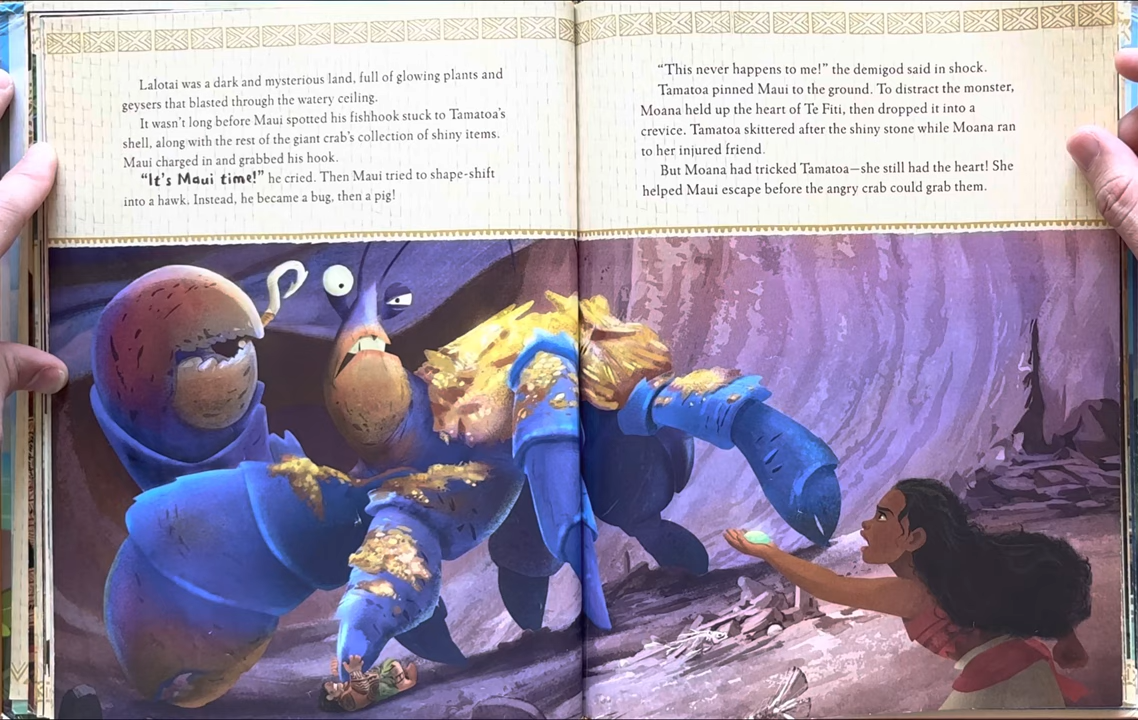 Lalotai was a dark and mysterious land, full of glowing plants and
geysers that blasted through the watery ceiling.
It wasn't long before Maui spotted his fishhook stuck to Tamatoa's
shell, along with the rest of the giant crab's collection of shiny items.
Maui charged in and grabbed his hook.
"It's Maui time!" he cried. Then Maui tried to shape-shift
into a hawk. Instead, he became a bug, then a pig!
"This never happens to me!" the demigod said in shock.
Tamatoa pinned Maui to the ground. To distract the monster,
Moana held up the heart of Te Fiti, then dropped it into a
crevice. Tamatoa skittered after the shiny stone while Moana ran
to her injured friend.
But Moana had tricked Tamatoa—she still had the heart! She
helped Maui escape before the angry crab could grab them.